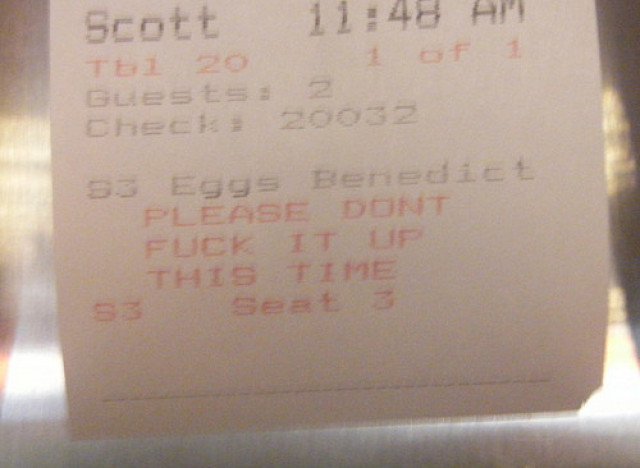 Scott 11:48 AM
Tbl 20 1 of 1
Guests: 2
Check: 20032
S3 Eggs Benedict
PLEASE DONT
FUCK IT UP
THIS TIME
S3 Seat 3